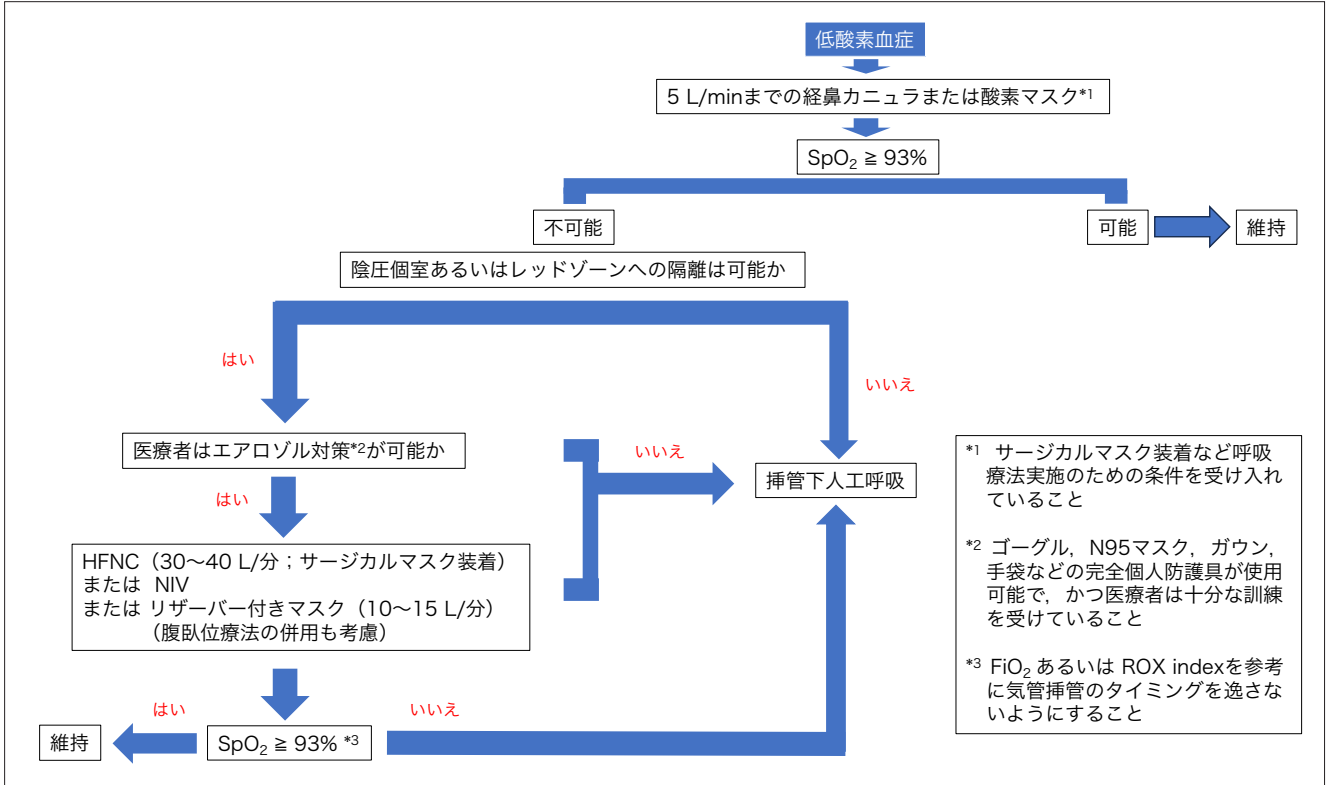 低酸素血症
5 L/minまでの経鼻カニュラまたは酸素マスク*1
SpO2 ≧ 93%
不可能
可能
維持
陰圧個室あるいはレッドゾーンへの隔離は可能か
はい
いいえ
医療者はエアロゾル対策*2が可能か
いいえ
挿管下人工呼吸
はい
HFNC（30〜40 L/分；サージカルマスク装着）
または NIV
または リザーバー付きマスク（10〜15 L/分）
（腹臥位療法の併用も考慮）
はい
いいえ
維持
SpO2 ≧ 93% *3
*1 サージカルマスク装着など呼吸
療法実施のための条件を受け入れ
ていること
*2 ゴーグル，N95マスク，ガウン，
手袋などの完全個人防護具が使用
可能で，かつ医療者は十分な訓練
を受けていること
*3 FiO2 あるいは ROX indexを参考
に気管挿管のタイミングを逸さな
いようにすること